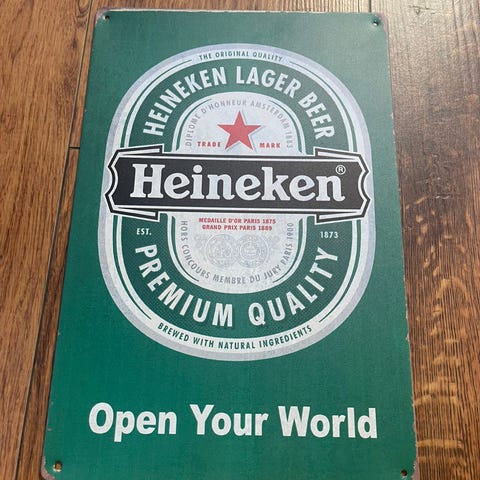 THE ORIGINAL QUALITY
HEINEKEN LAGER BEER
DIPLOME D'HONNEUR AMSTERDAM 1883
TRADE MARK
Heineken®
MEDAILLE D'OR PARIS 1875
GRAND PRIX PARIS 1889
EST. 1873
HORS CONCOURS MEMBRE DU JURY PARIS 1900
PREMIUM QUALITY
BREWED WITH NATURAL INGREDIENTS
Open Your World